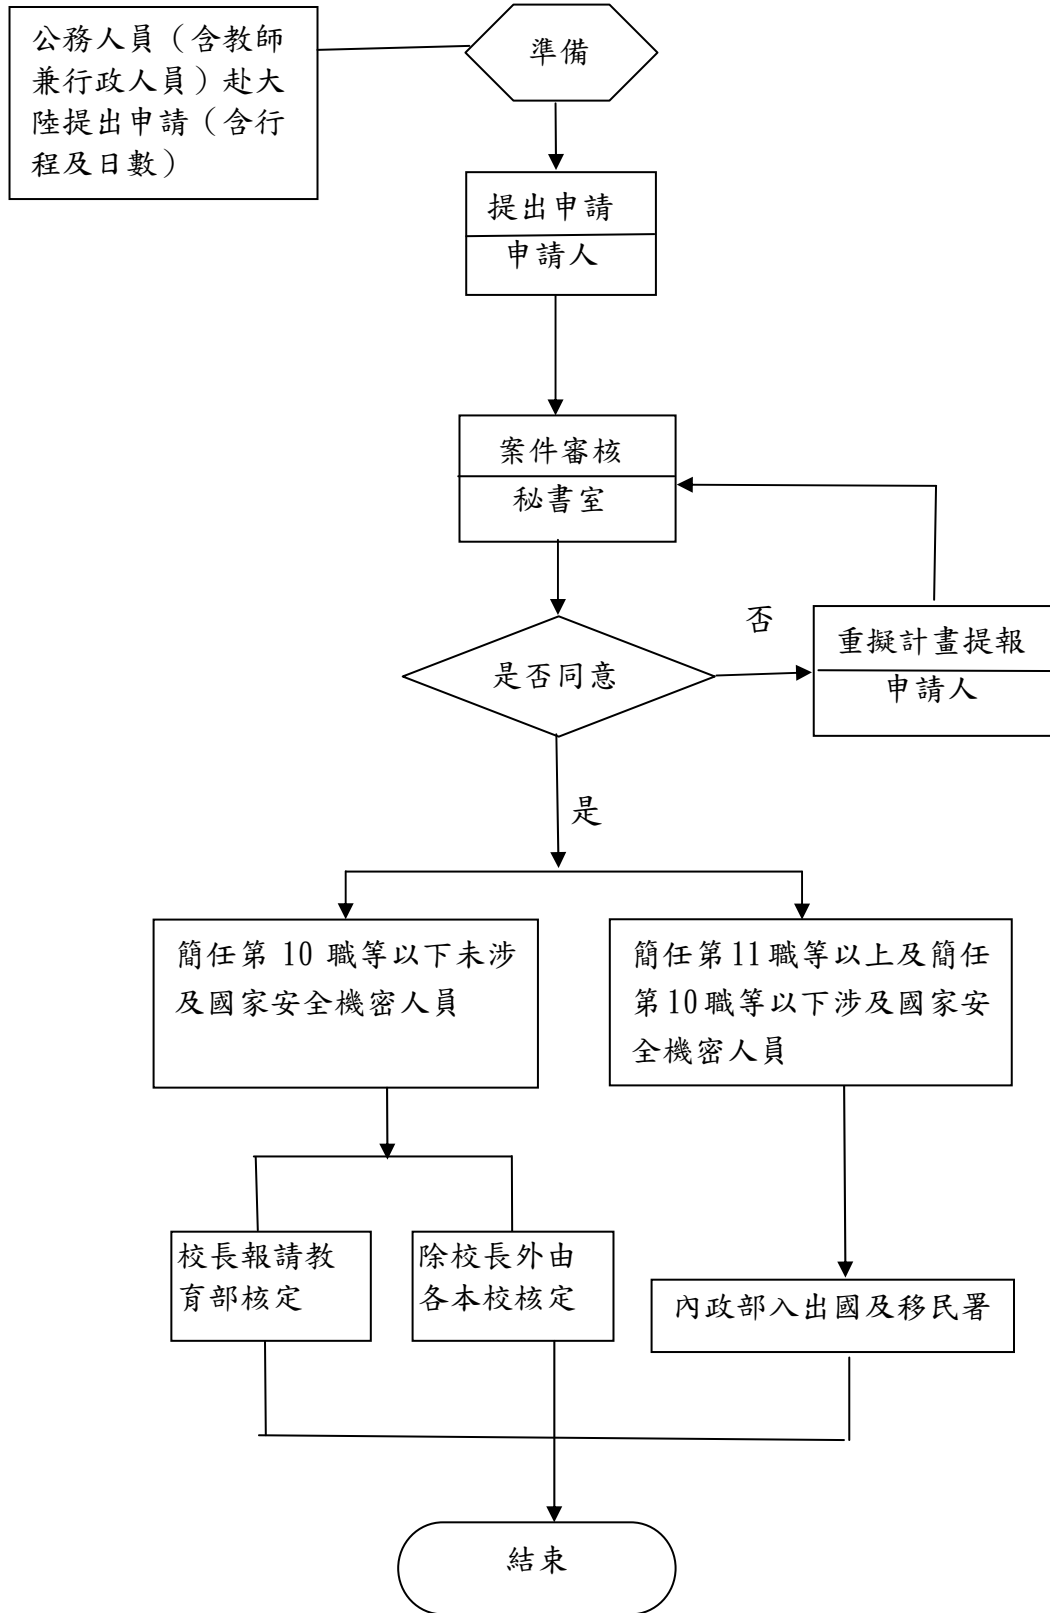 公務人員（含教師
兼行政人員）赴大
陸提出申請（含行
程及日數）
準備
提出申請
申請人
案件審核
秘書室
是否同意
否
重擬計畫提報
申請人
是
簡任第 10 職等以下未涉
及國家安全機密人員
簡任第11職等以上及簡任
第10職等以下涉及國家安
全機密人員
校長報請教
育部核定
除校長外由
各本校核定
內政部入出國及移民署
結束